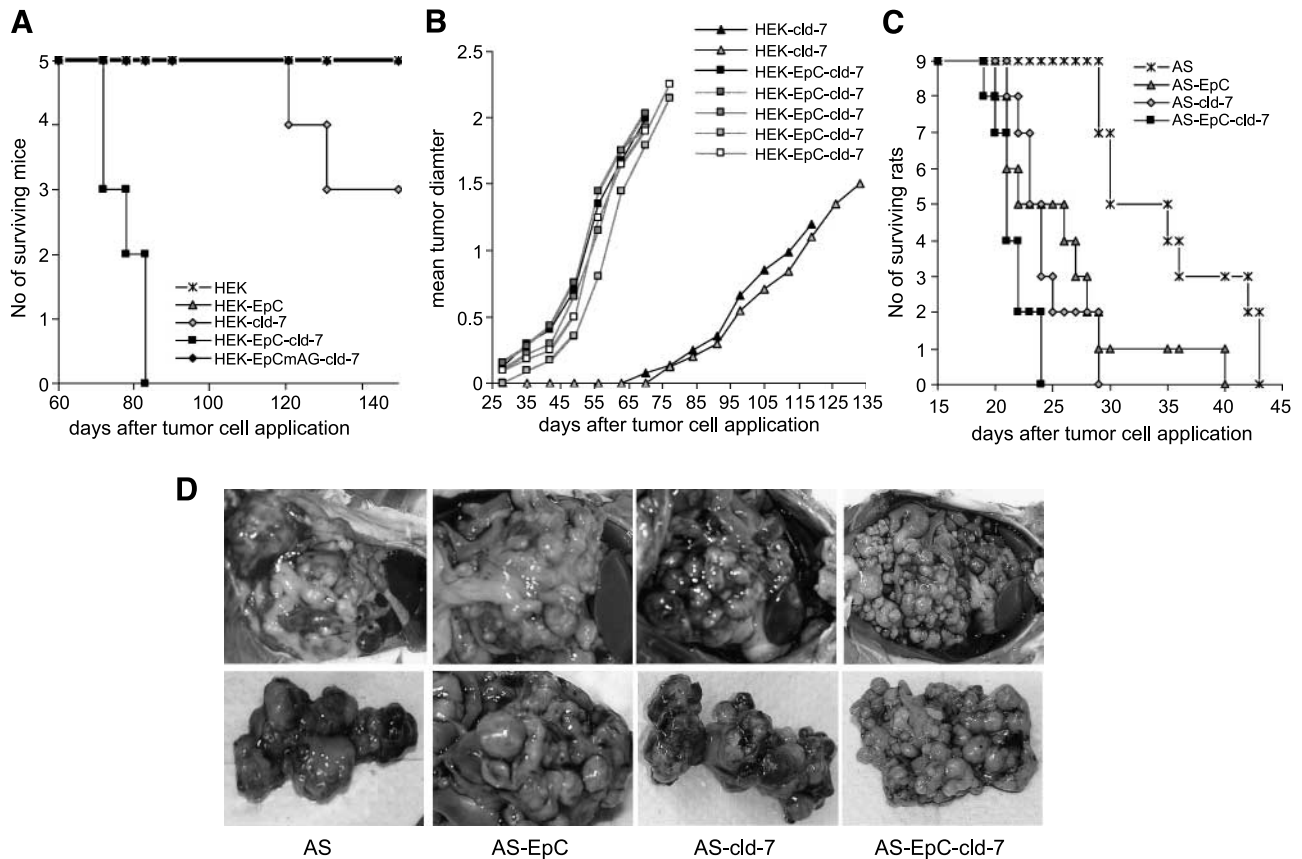 A
No of surviving mice
5
4
3
2
1
0
60
80
100
120
140
days after tumor cell application
HEK
HEK-EpC
HEK-cld-7
HEK-EpC-cld-7
HEK-EpCmAG-cld-7
B
mean tumor diamter
2.5
2
1.5
1
0.5
0
25
35
45
55
65
75
85
95
105
115
125
135
days after tumor cell application
HEK-cld-7
HEK-cld-7
HEK-EpC-cld-7
HEK-EpC-cld-7
HEK-EpC-cld-7
HEK-EpC-cld-7
HEK-EpC-cld-7
C
No of surviving rats
9
8
7
6
5
4
3
2
1
0
15
20
25
30
35
40
45
days after tumor cell application
AS
AS-EpC
AS-cld-7
AS-EpC-cld-7
D
AS
AS-EpC
AS-cld-7
AS-EpC-cld-7